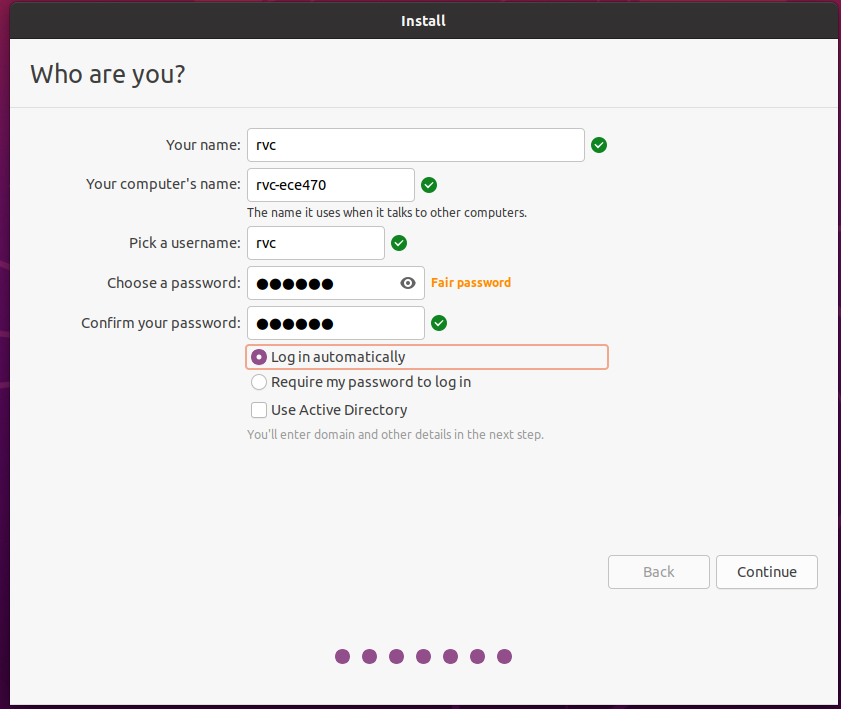 Install
Who are you?
Your name: rvc
Your computer's name: rvc-ece470
The name it uses when it talks to other computers.
Pick a username: rvc
Choose a password: ●●●●●● Fair password
Confirm your password: ●●●●●●
Log in automatically
Require my password to log in
Use Active Directory
You'll enter domain and other details in the next step.
Back Continue